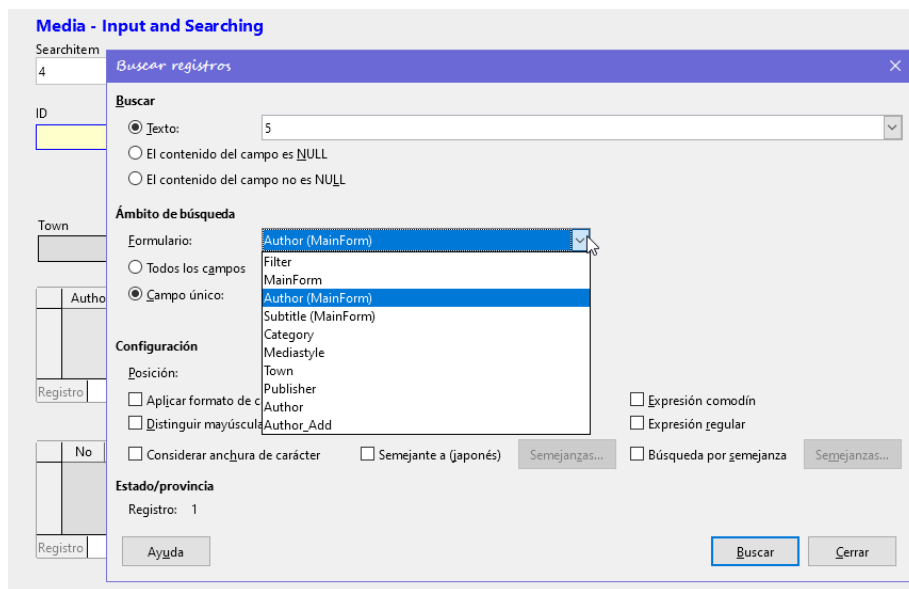 Media - Input and Searching
Searchitem
4
Buscar registros
ID
Buscar
Texto: 5
El contenido del campo es NULL
El contenido del campo no es NULL
Ámbito de búsqueda
Town
Formulario: Author (MainForm)
Filter
Todos los campos
MainForm
Campo único: Author (MainForm)
Autho
Subtitle (MainForm)
Category
Configuración
Mediastyle
Posición: Town
Publisher
Registro
Aplicar formato de c
Author
Expresión comodín
Distinguir mayúscula
Author_Add
Expresión regular
No
Considerar anchura de carácter Semejante a (japonés) Semejanzas... Búsqueda por semejanza Semejanzas...
Estado/provincia
Registro: 1
Registro
Ayuda Buscar Cerrar